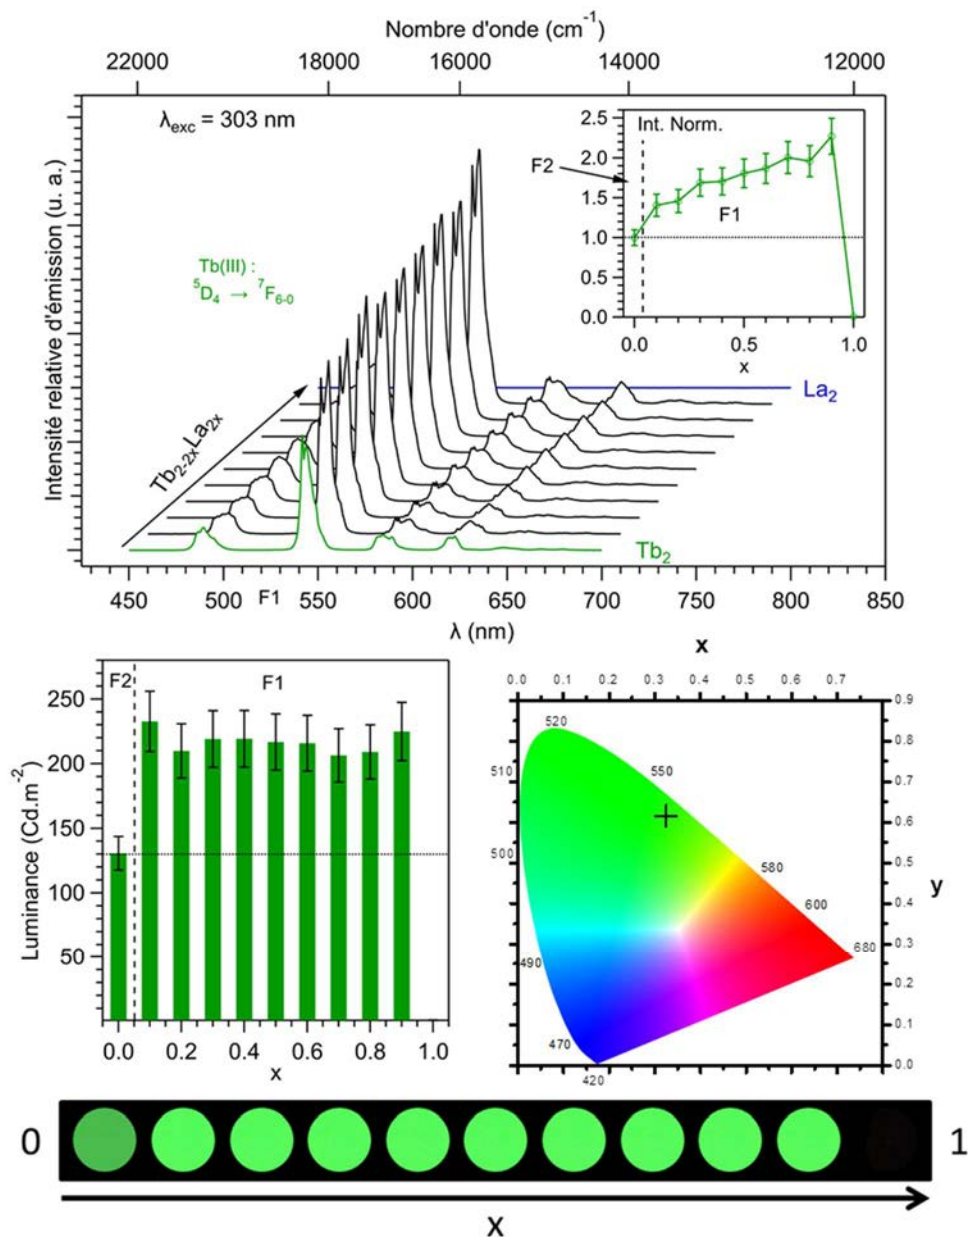 Nombre d'onde (cm⁻¹)
22000 18000 16000 14000 12000
λexc = 303 nm
Intensité relative d'émission (u. a.)
Tb(III) :
⁵D₄ → ⁷F₆₋₀
Tb₂₋₂ₓLa₂ₓ
La₂
Tb₂
Int. Norm.
F2
F1
2.5
2.0
1.5
1.0
0.5
0.0
0.0 0.5 1.0
x
450 500 550 600 650 700 750 800 850
F1
λ (nm)
F2 F1
Luminance (Cd.m⁻²)
250
200
150
100
50
0.0 0.2 0.4 0.6 0.8 1.0
x
x
0.0 0.1 0.2 0.3 0.4 0.5 0.6 0.7
520
510
500
490
470
420
550
580
600
680
0.9
0.8
0.7
0.6
0.5
0.4
0.3
0.2
0.1
0.0
y
0 1
x